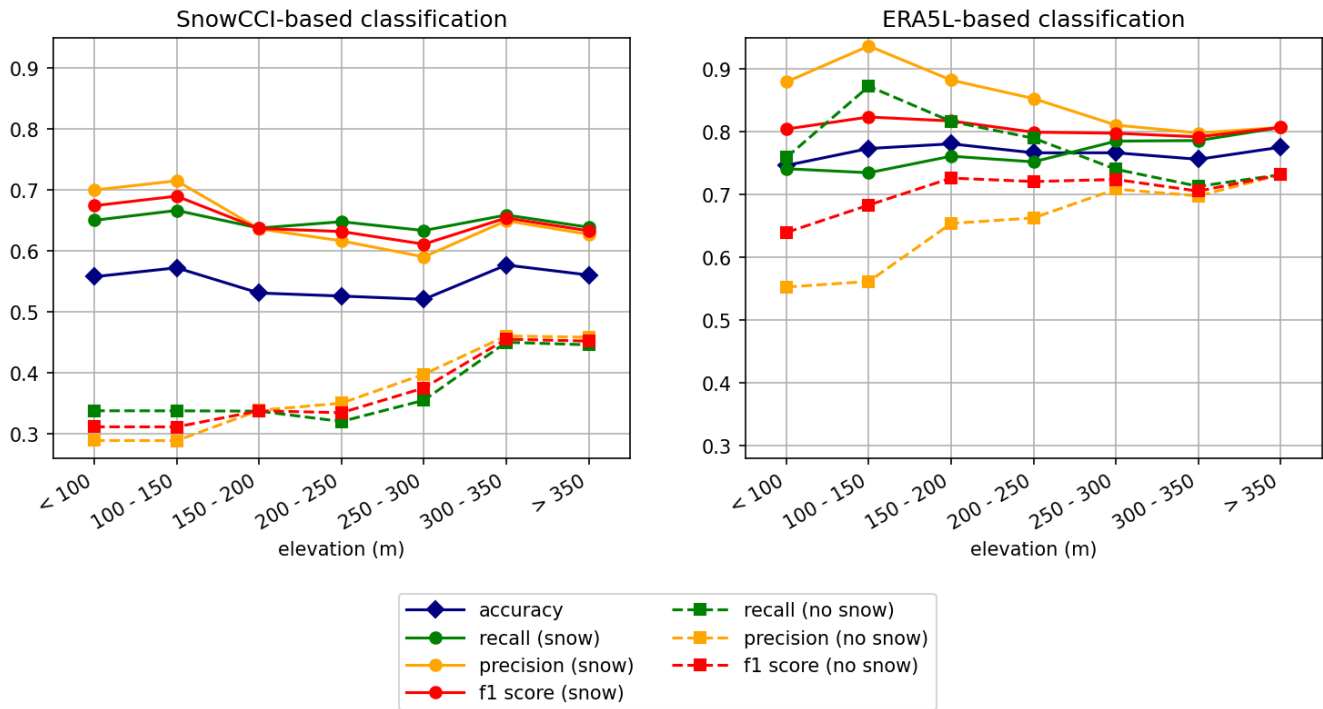 SnowCCI-based classification
0.9
0.8
0.7
0.6
0.5
0.4
0.3
< 100
100 - 150
150 - 200
200 - 250
250 - 300
300 - 350
> 350
elevation (m)
ERA5L-based classification
0.9
0.8
0.7
0.6
0.5
0.4
0.3
< 100
100 - 150
150 - 200
200 - 250
250 - 300
300 - 350
> 350
elevation (m)
accuracy
recall (snow)
precision (snow)
f1 score (snow)
recall (no snow)
precision (no snow)
f1 score (no snow)